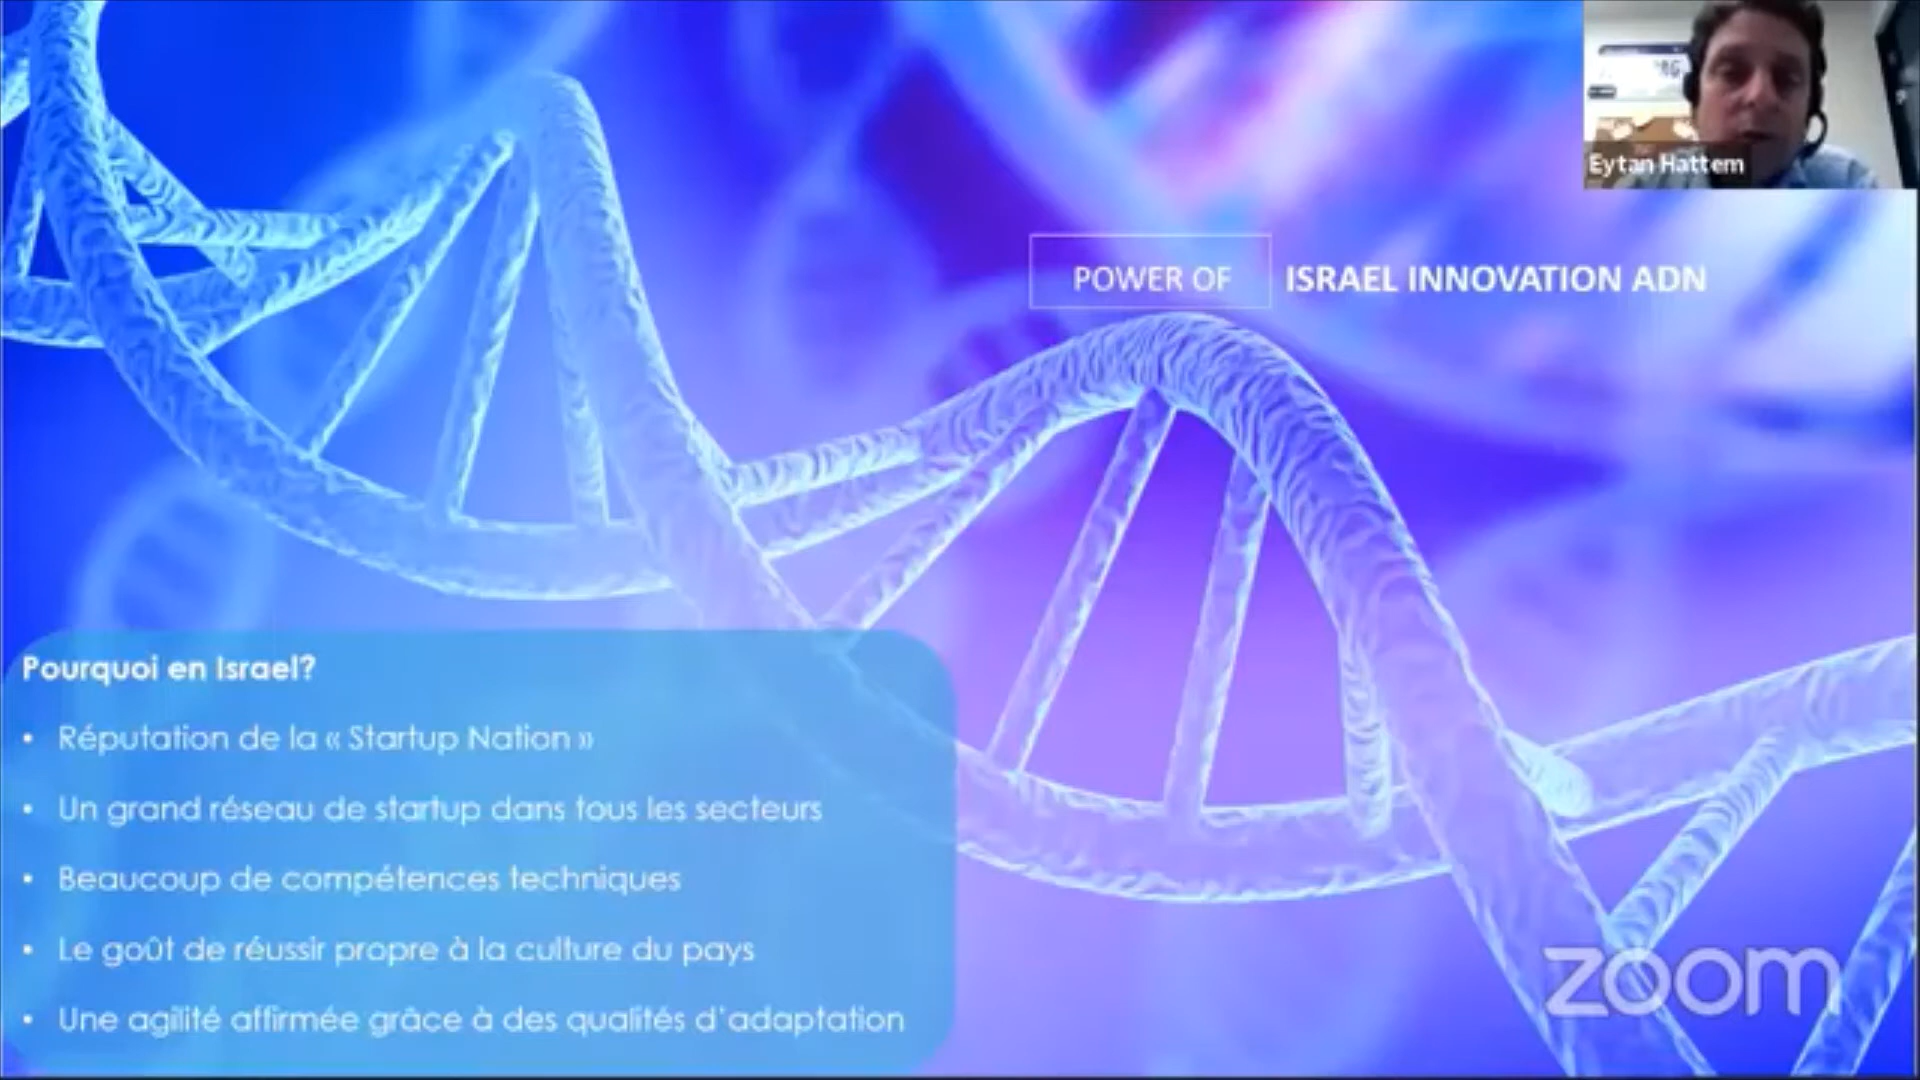 Eytan Hattem
POWER OF ISRAEL INNOVATION ADN
Pourquoi en Israel?
• Réputation de la « Startup Nation »
• Un grand réseau de startup dans tous les secteurs
• Beaucoup de compétences techniques
• Le goût de réussir propre à la culture du pays
• Une agilité affirmée grâce à des qualités d'adaptation
zoom